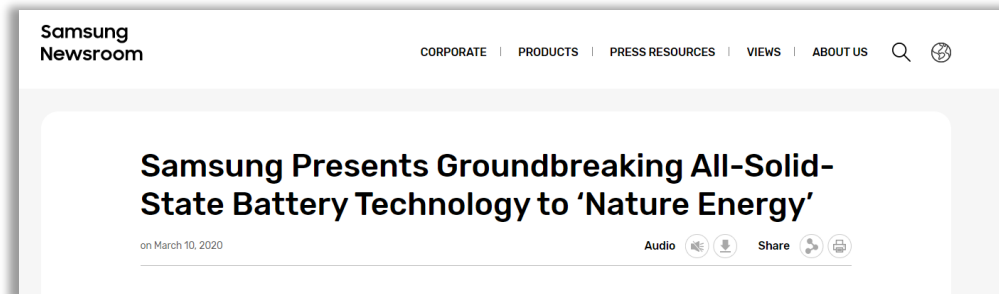 Samsung
Newsroom
CORPORATE | PRODUCTS | PRESS RESOURCES | VIEWS | ABOUT US
Samsung Presents Groundbreaking All-Solid-
State Battery Technology to ‘Nature Energy’
on March 10, 2020 Audio Share